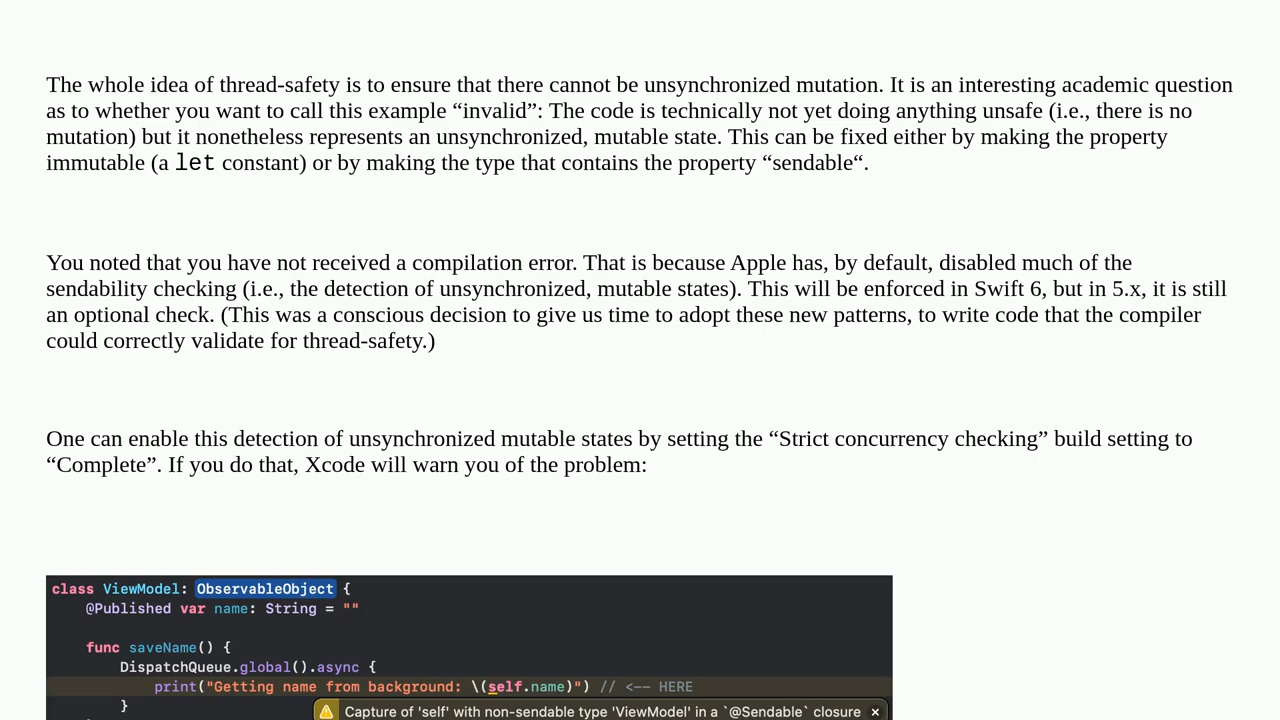 The whole idea of thread-safety is to ensure that there cannot be unsynchronized mutation. It is an interesting academic question
as to whether you want to call this example “invalid”: The code is technically not yet doing anything unsafe (i.e., there is no
mutation) but it nonetheless represents an unsynchronized, mutable state. This can be fixed either by making the property
immutable (a let constant) or by making the type that contains the property “sendable“.
You noted that you have not received a compilation error. That is because Apple has, by default, disabled much of the
sendability checking (i.e., the detection of unsynchronized, mutable states). This will be enforced in Swift 6, but in 5.x, it is still
an optional check. (This was a conscious decision to give us time to adopt these new patterns, to write code that the compiler
could correctly validate for thread-safety.)
One can enable this detection of unsynchronized mutable states by setting the “Strict concurrency checking” build setting to
“Complete”. If you do that, Xcode will warn you of the problem:
class ViewModel: ObservableObject {
@Published var name: String = ""
func saveName() {
DispatchQueue.global().async {
print("Getting name from background: \(self.name)") // <-- HERE
}
Capture of 'self' with non-sendable type 'ViewModel' in a `@Sendable` closure ×